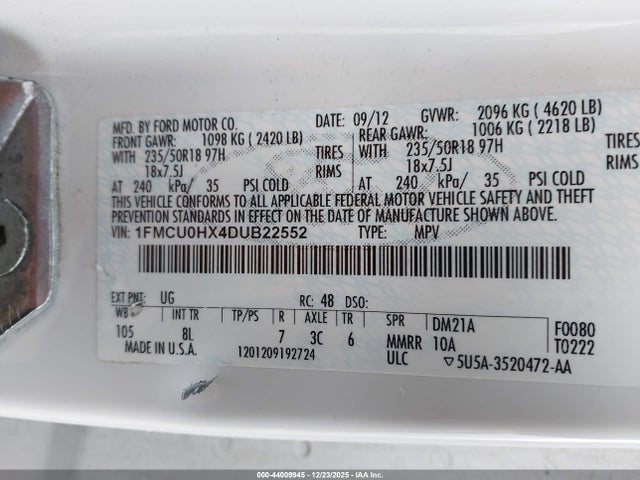 MFD. BY FORD MOTOR CO. DATE: 09/12 GVWR: 2096 KG ( 4620 LB)
FRONT GAWR: 1098 KG ( 2420 LB) REAR GAWR: 1006 KG ( 2218 LB)
WITH 235/50R18 97H TIRES WITH 235/50R18 97H TIRES
18x7.5J RIMS 18x7.5J RIMS
AT 240 kPa/ 35 PSI COLD AT 240 kPa/ 35 PSI COLD
THIS VEHICLE CONFORMS TO ALL APPLICABLE FEDERAL MOTOR VEHICLE SAFETY AND THEFT
PREVENTION STANDARDS IN EFFECT ON THE DATE OF MANUFACTURE SHOWN ABOVE.
VIN: 1FMCU0HX4DUB22552 TYPE: MPV
EXT PNT: UG RC: 48 DSO:
WB INT TR TP/PS R AXLE TR SPR DM21A F0080
105 8L 7 3C 6 MMRR 10A T0222
MADE IN U.S.A. 1201209192724 ULC ▽5U5A-3520472-AA
000-44009945 - 12/23/2025 - IAA Inc.